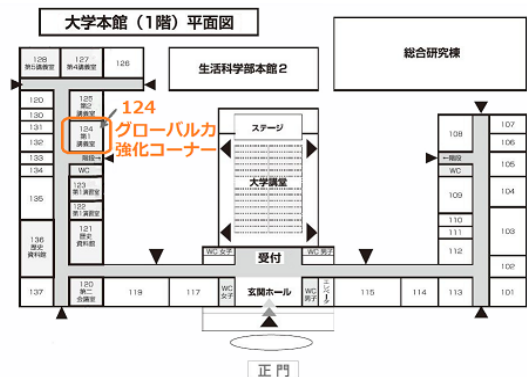 大学本館（1階）平面図
128
第5講義室
127
第4講義室
126
生活科学部本館2
総合研究棟
120
130
131
132
133
134
135
136
歴史
資料館
137
125
第2
講義室
124
第1
講義室
階段→
WC
123
第1演習室
122
第1演習室
121
歴史
資料館
120
第二
会議室
124
グローバル力
強化コーナー
ステージ
大学講堂
WC 女子
受付
WC 男子
119
117
WC
女子
玄関ホール
WC
男子
115
114
113
101
108
←階段
WC
109
110
111
112
107
106
105
104
103
102
正門